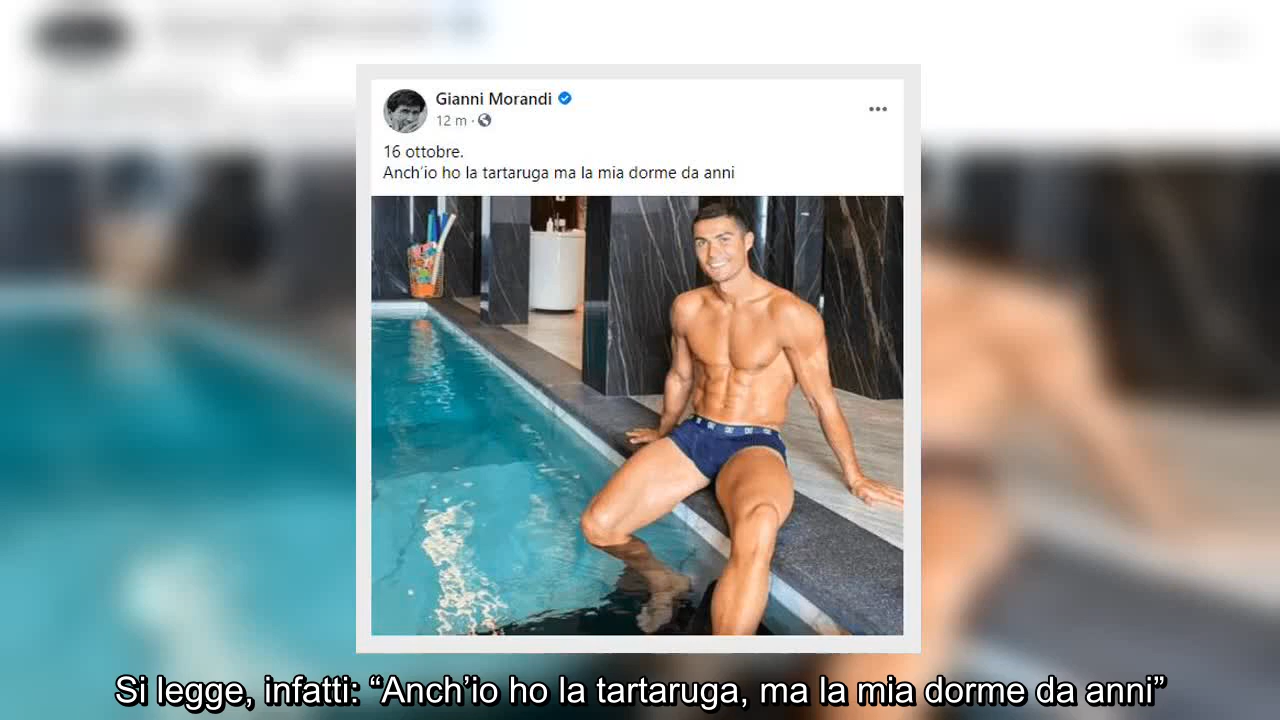 Gianni Morandi
12 m ·
16 ottobre.
Anch'io ho la tartaruga ma la mia dorme da anni
Si legge, infatti: “Anch’io ho la tartaruga, ma la mia dorme da anni”